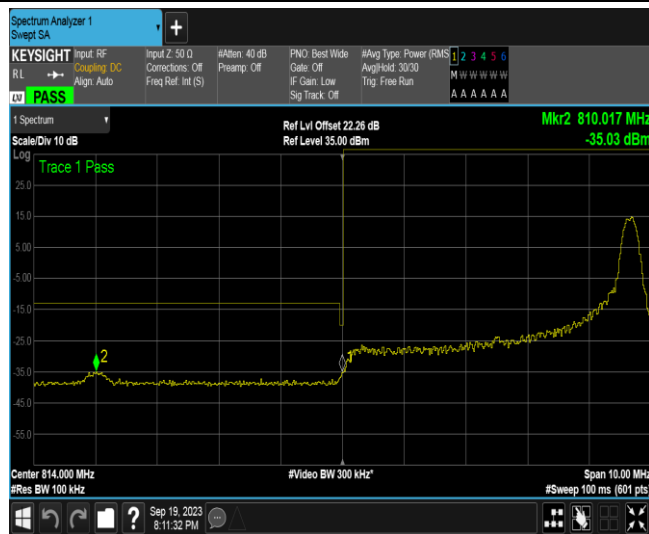 Spectrum Analyzer 1
Swept SA
+
KEYSIGHT Input: RF Input Z: 50 Ω #Atten: 40 dB PNO: Best Wide #Avg Type: Power (RMS 1 2 3 4 5 6
RL Coupling: DC Corrections: Off Preamp: Off Gate: Off Avg|Hold: 30/30 M W W W W W
Align: Auto Freq Ref: Int (S) IF Gain: Low Trig: Free Run
LXI PASS Sig Track: Off A A A A A A
1 Spectrum Ref Lvl Offset 22.26 dB Mkr2 810.017 MHz
Scale/Div 10 dB Ref Level 35.00 dBm -35.03 dBm
Log
Trace 1 Pass
25.0
15.0
5.00
-5.00
-15.0
-25.0
1
2
-35.0
-45.0
-55.0
Center 814.000 MHz #Video BW 300 kHz* Span 10.00 MHz
#Res BW 100 kHz #Sweep 100 ms (601 pts)
? Sep 19, 2023
8:11:32 PM